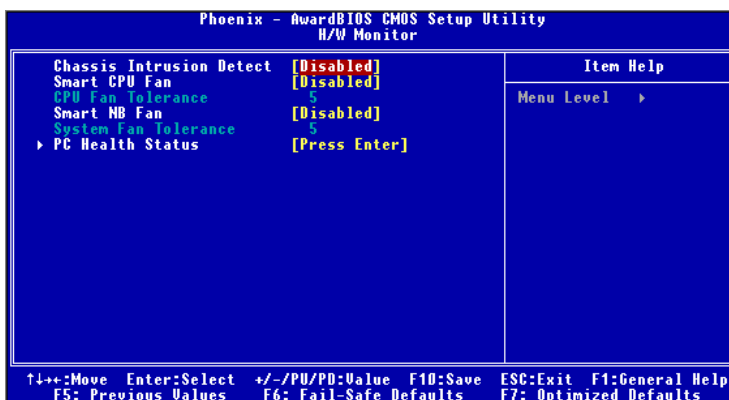 Phoenix - AwardBIOS CMOS Setup Utility
H/W Monitor
Chassis Intrusion Detect [Disabled]
Smart CPU Fan [Disabled]
CPU Fan Tolerance 5
Smart NB Fan [Disabled]
System Fan Tolerance 5
▸ PC Health Status [Press Enter]
Item Help
Menu Level ▸
↑↓→←:Move Enter:Select +/-/PU/PD:Value F10:Save ESC:Exit F1:General Help
F5: Previous Values F6: Fail-Safe Defaults F7: Optimized Defaults